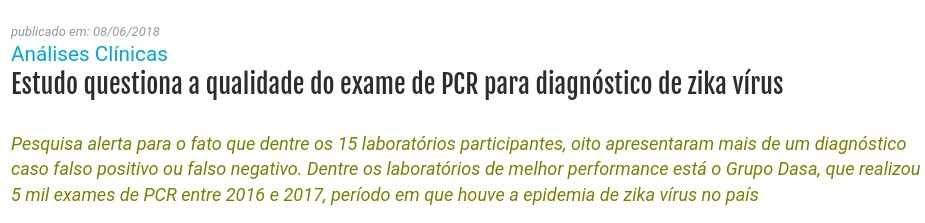 publicado em: 08/06/2018
Análises Clínicas
Estudo questiona a qualidade do exame de PCR para diagnóstico de zika vírus
Pesquisa alerta para o fato que dentre os 15 laboratórios participantes, oito apresentaram mais de um diagnóstico
caso falso positivo ou falso negativo. Dentre os laboratórios de melhor performance está o Grupo Dasa, que realizou
5 mil exames de PCR entre 2016 e 2017, período em que houve a epidemia de zika vírus no país